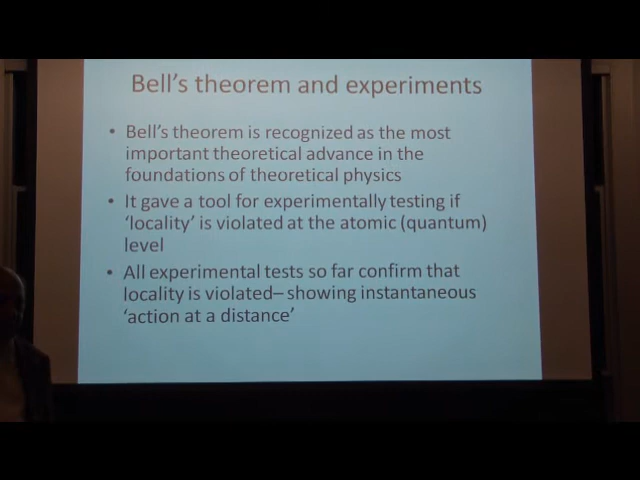 Bell's theorem and experiments
• Bell's theorem is recognized as the most
important theoretical advance in the
foundations of theoretical physics
• It gave a tool for experimentally testing if
'locality' is violated at the atomic (quantum)
level
• All experimental tests so far confirm that
locality is violated– showing instantaneous
'action at a distance'